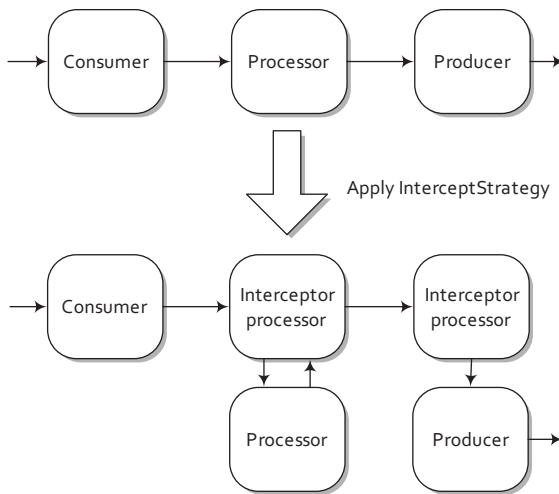 Consumer
Processor
Producer
Apply InterceptStrategy
Consumer
Interceptor
processor
Interceptor
processor
Processor
Producer